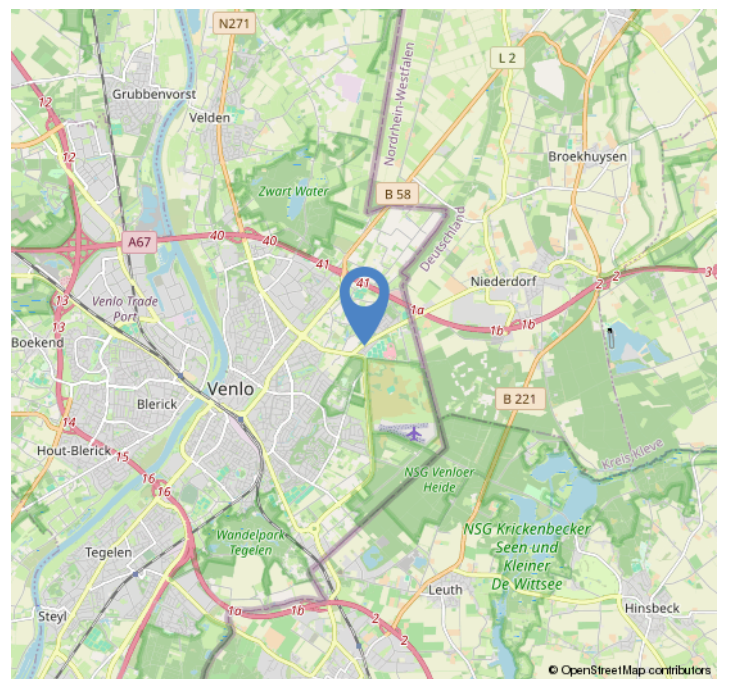 N271
L 2
12
Grubbenvorst
Velden
Nordrhein-Westfalen
12
Broekhuysen
Zwart Water
B 58
Deutschland
A67
40
40
41
41
2
2
3
Niederdorf
13
Venlo Trade
Port
1a
13
1b
1b
Boekend
Venlo
Blerick
B 221
14
Hout-Blerick
15
Kreis Kleve
16
16
NSG Venloer
Heide
Wandelpark
Tegelen
NSG Krickenbecker
Seen und
Kleiner
De Wittsee
Tegelen
Leuth
Hinsbeck
Steyl
1a
1b
2
2
© OpenStreetMap contributors